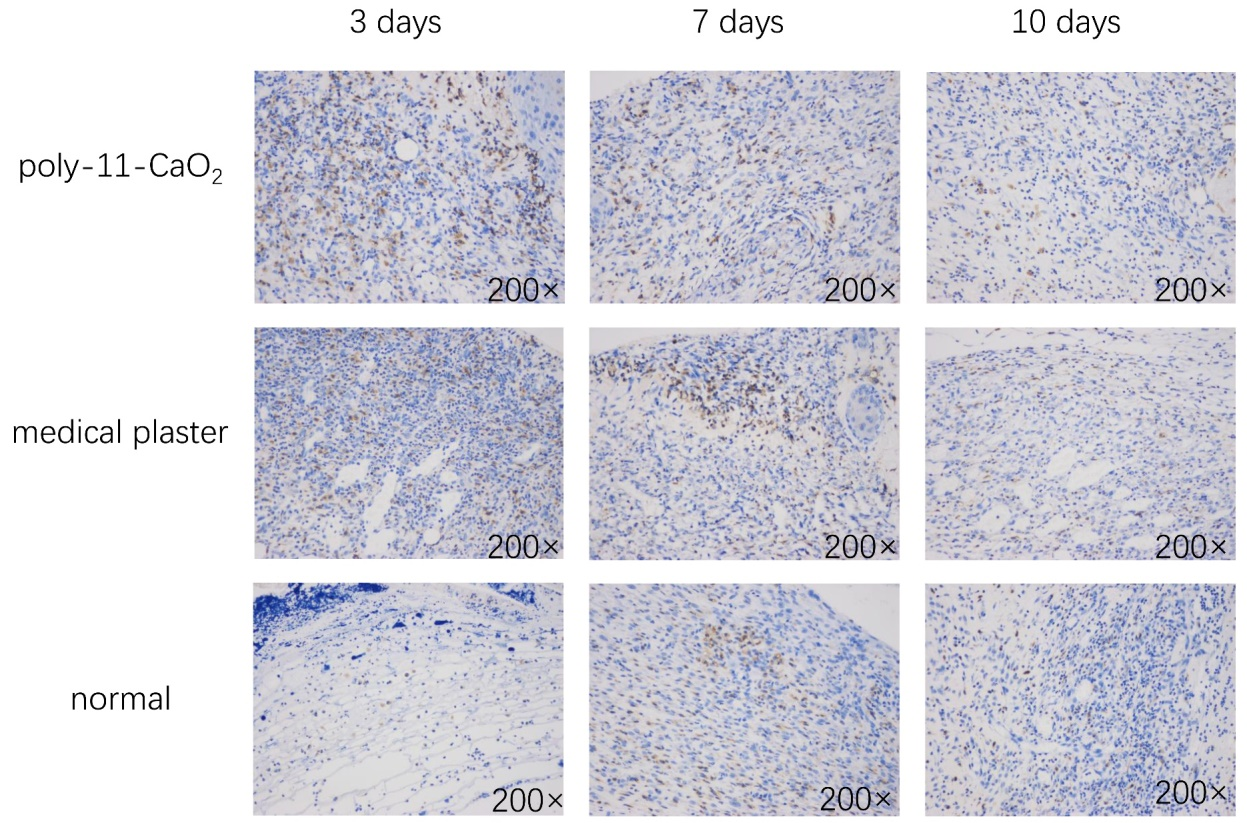 3 days 7 days 10 days
poly-11-CaO₂
200× 200× 200×
medical plaster
200× 200× 200×
normal
200× 200× 200×